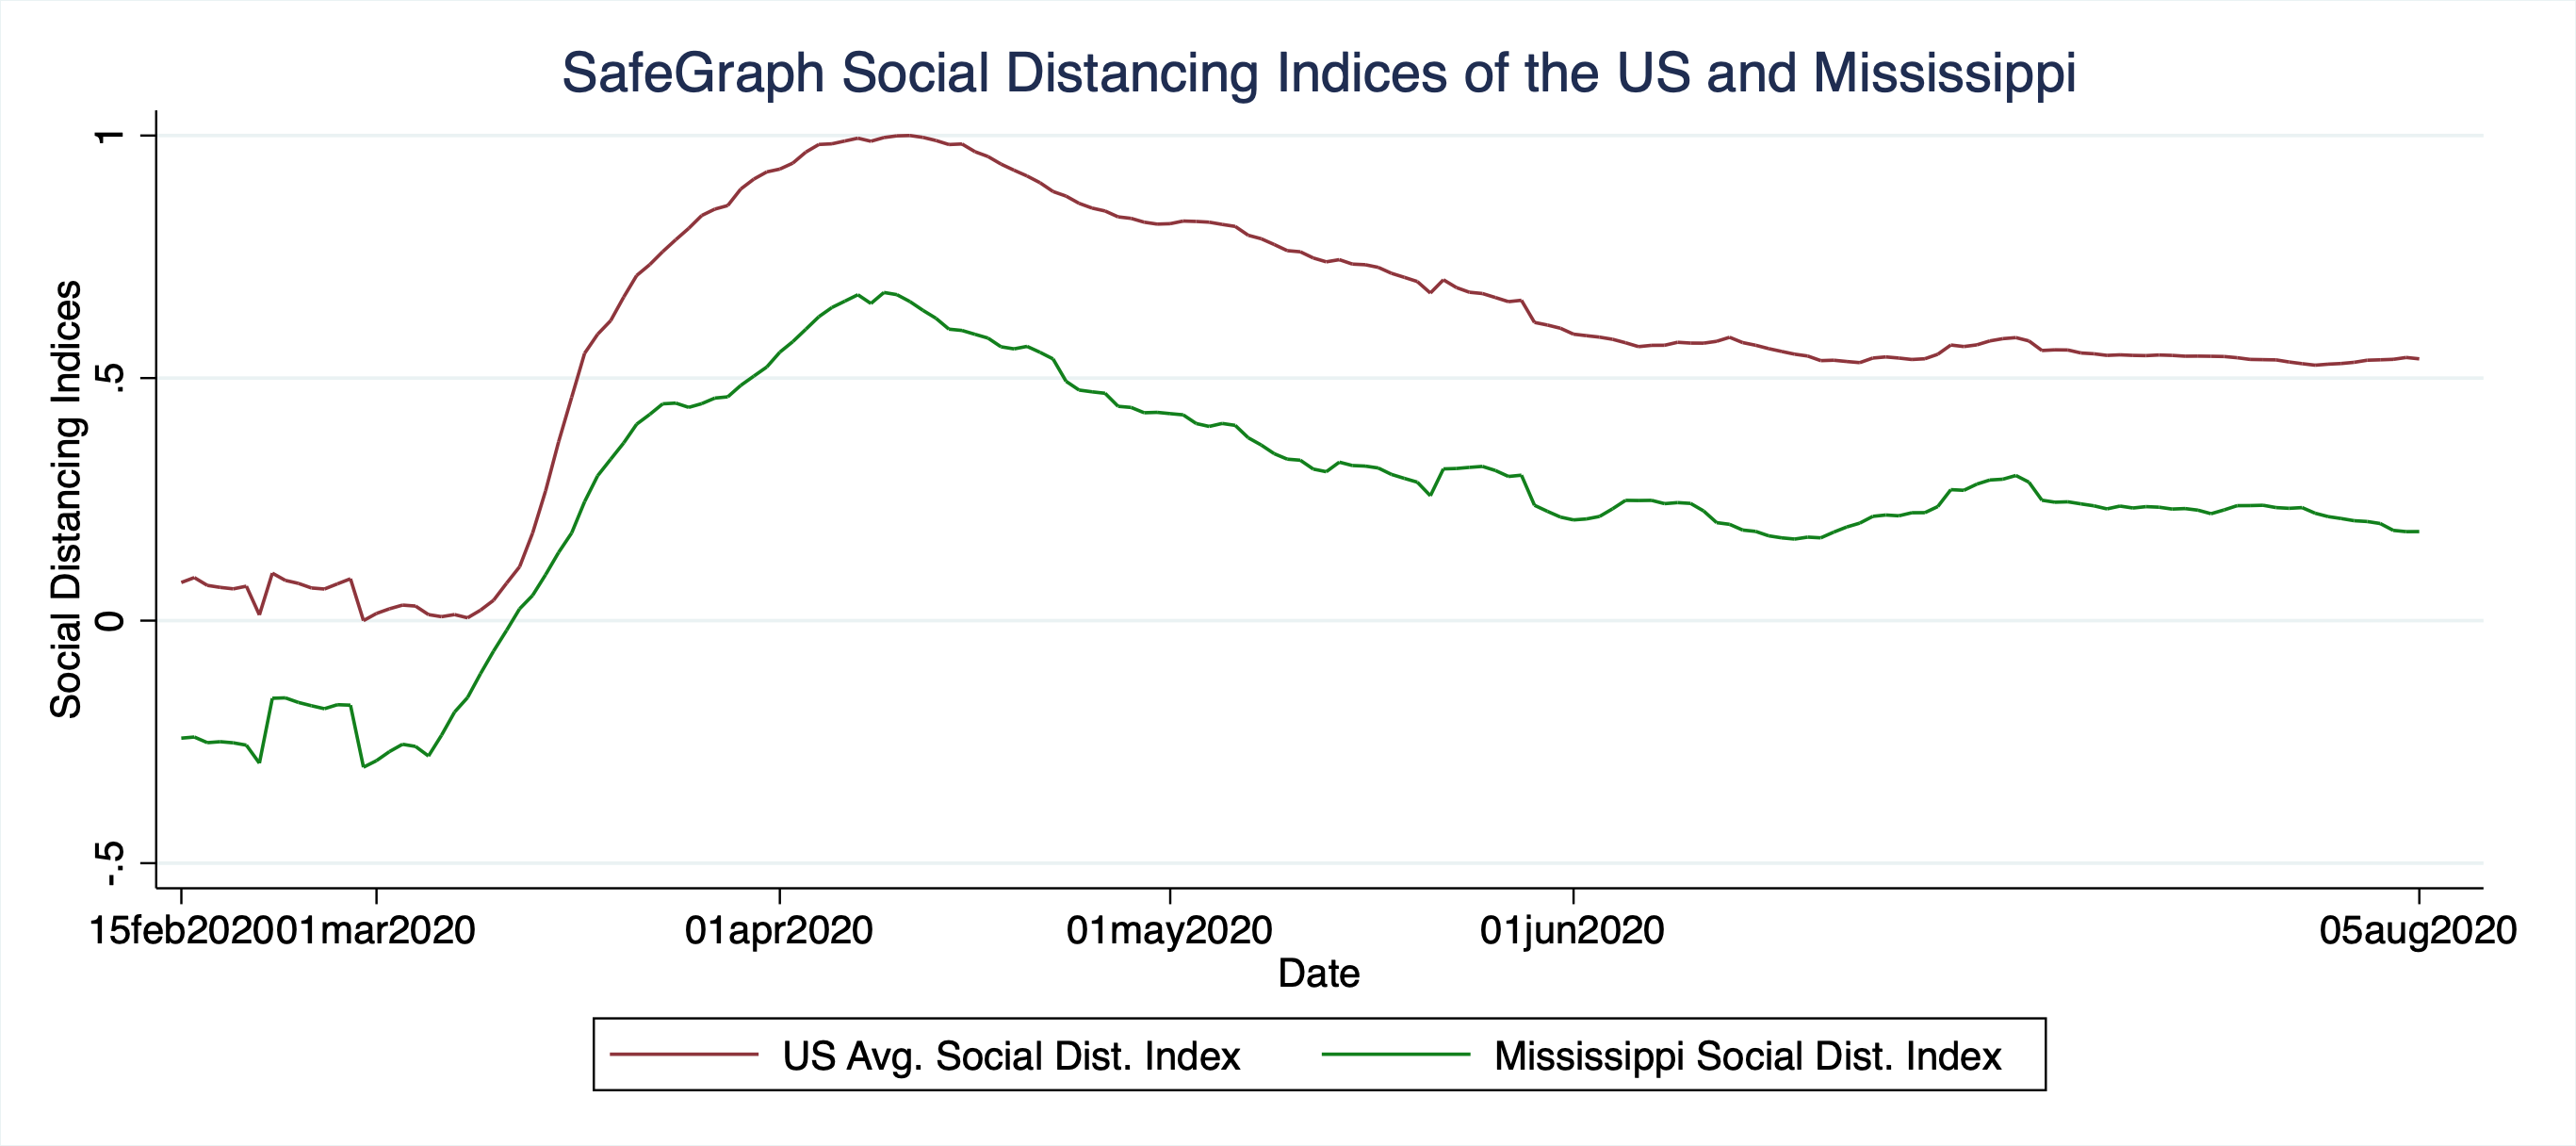 SafeGraph Social Distancing Indices of the US and Mississippi
Social Distancing Indices
1
.5
0
-.5
15feb2020 01mar2020 01apr2020 01may2020 01jun2020 05aug2020
Date
US Avg. Social Dist. Index Mississippi Social Dist. Index